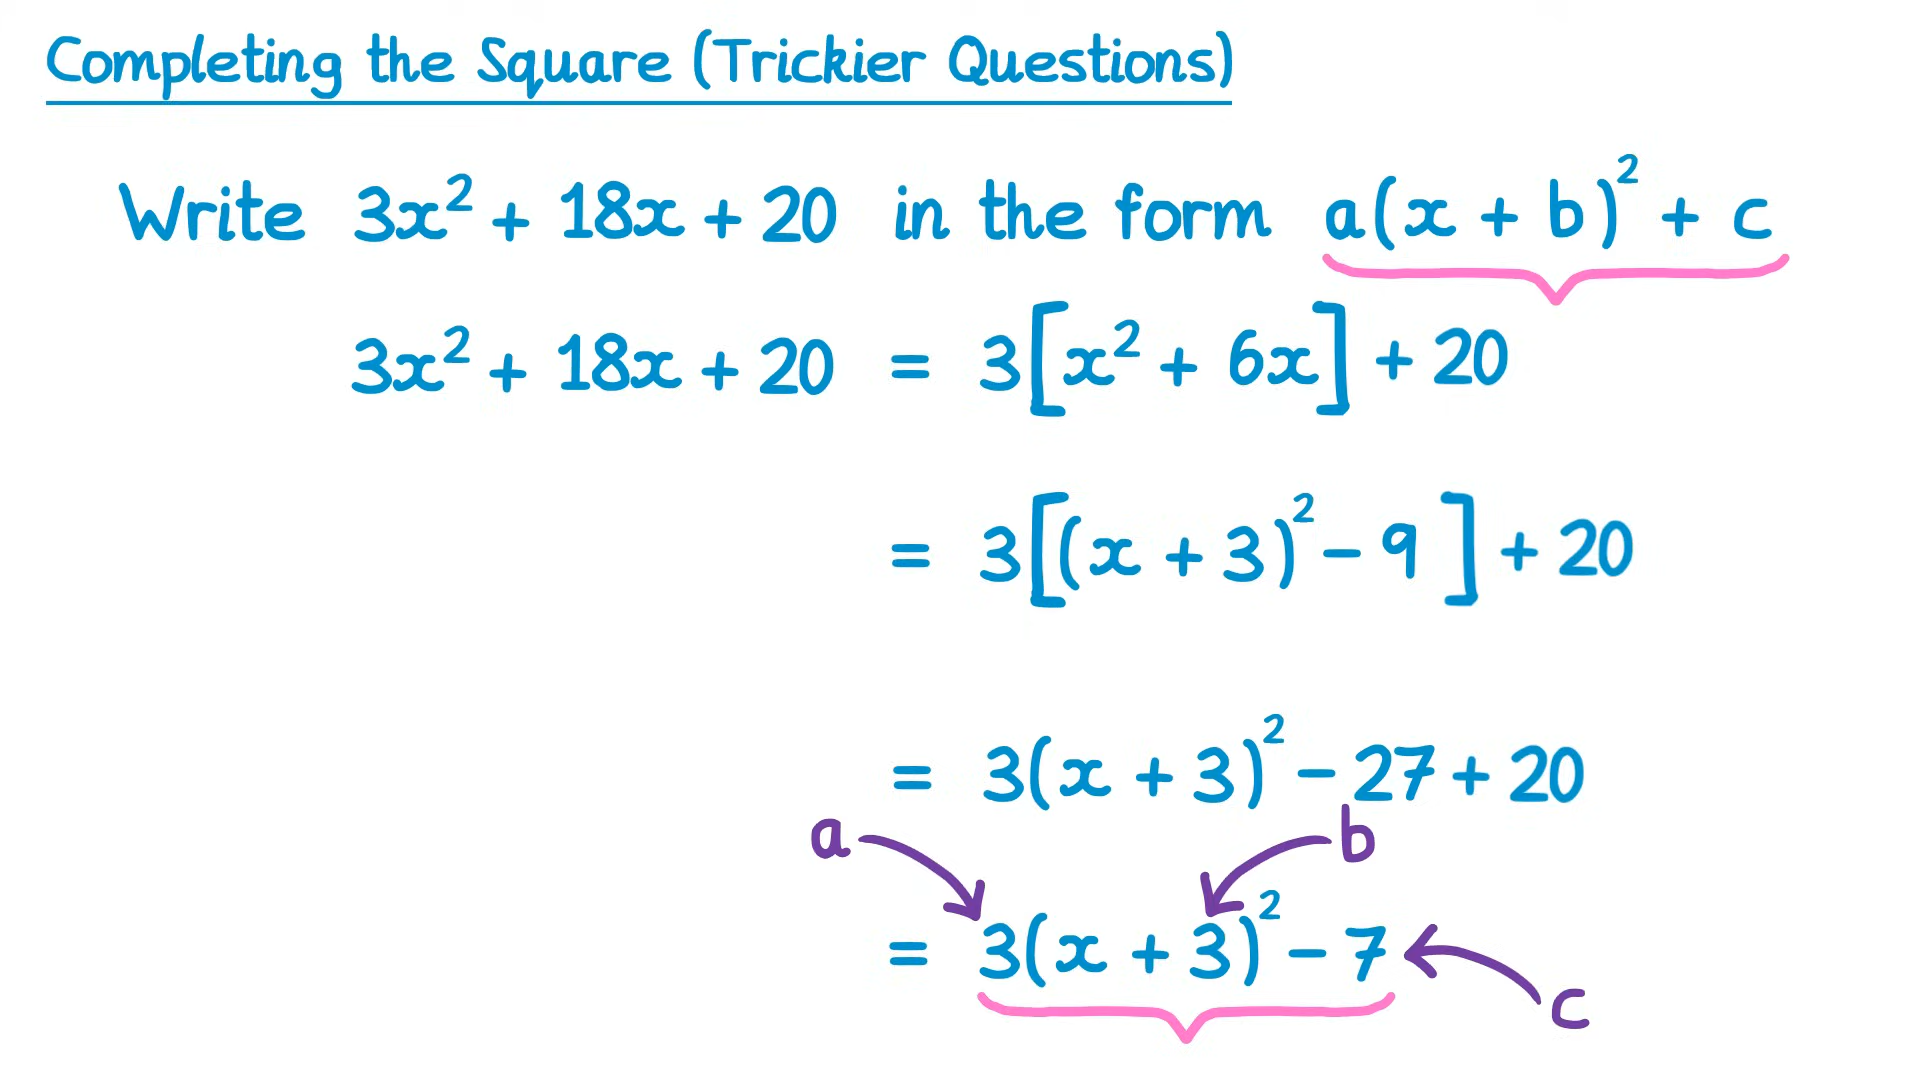 Completing the Square (Trickier Questions)
Write 3x² + 18x + 20 in the form a(x + b)² + c
3x² + 18x + 20 = 3[x² + 6x] + 20
= 3[(x + 3)² - 9] + 20
= 3(x + 3)² - 27 + 20
a b
= 3(x + 3)² - 7
c